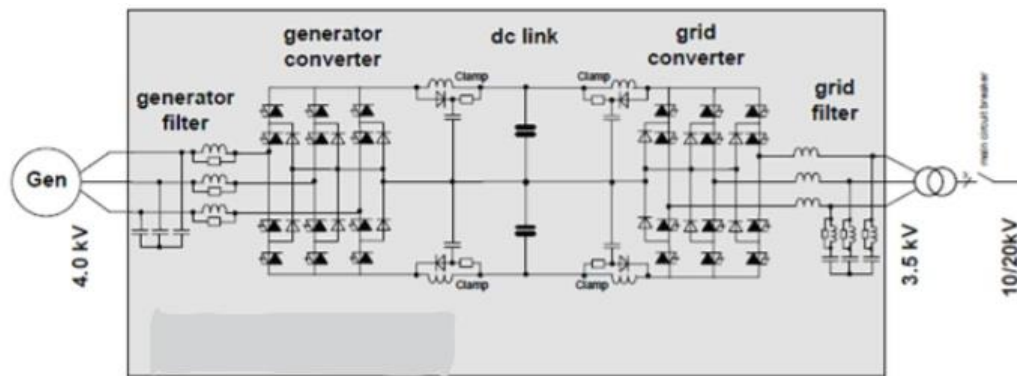 generator
converter
dc link
grid
converter
generator
filter
grid
filter
Clamp
Clamp
main circuit breaker
Gen
4.0 kV
3.5 kV
10/20kV
Clamp
Clamp